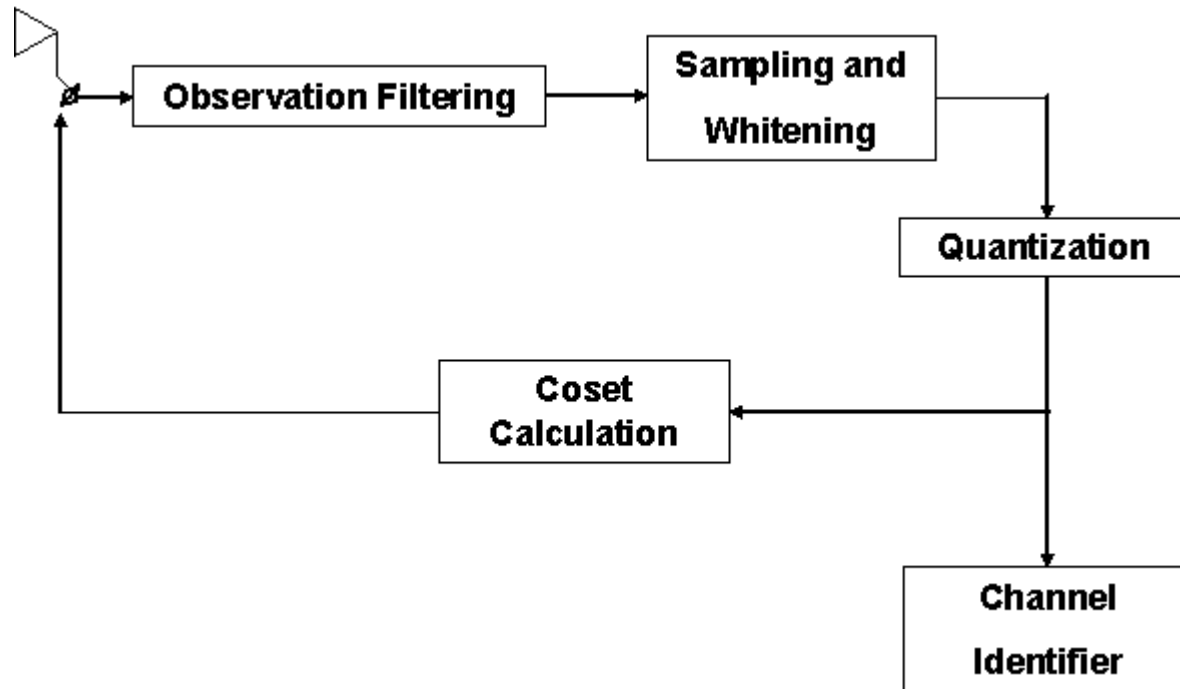 Observation Filtering
Sampling and
Whitening
Quantization
Coset
Calculation
Channel
Identifier